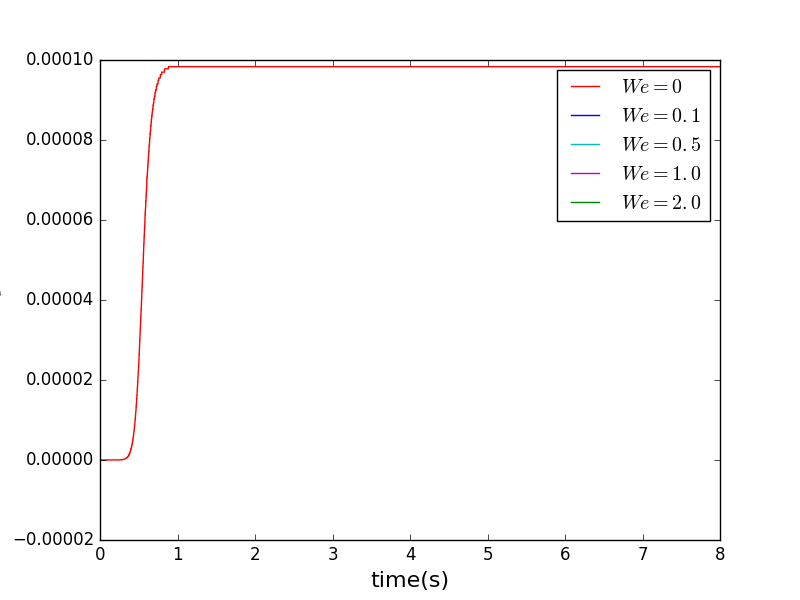 0.00010
0.00008
0.00006
0.00004
0.00002
0.00000
−0.00002
0 1 2 3 4 5 6 7 8
time(s)
We = 0
We = 0.1
We = 0.5
We = 1.0
We = 2.0